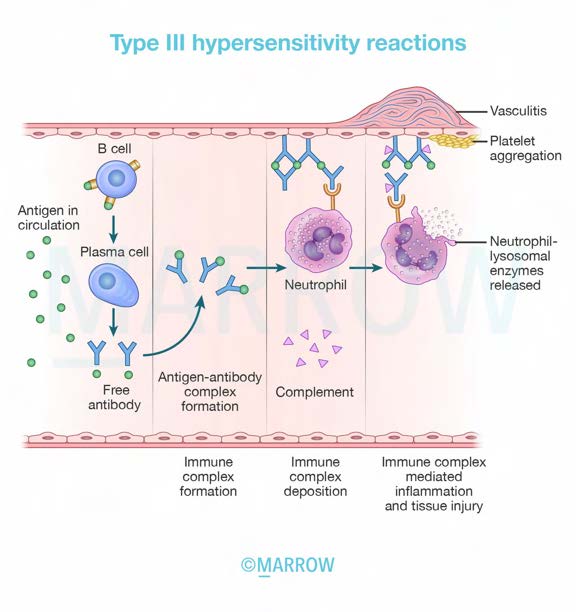 Type III hypersensitivity reactions
Vasculitis
Platelet
aggregation
B cell
Antigen in
circulation
Plasma cell
Neutrophil-
lysosomal
enzymes
released
Neutrophil
MARROW
Free
antibody
Antigen-antibody
complex
formation
Complement
Immune
complex
formation
Immune
complex
deposition
Immune complex
mediated
inflammation
and tissue injury
©MARROW